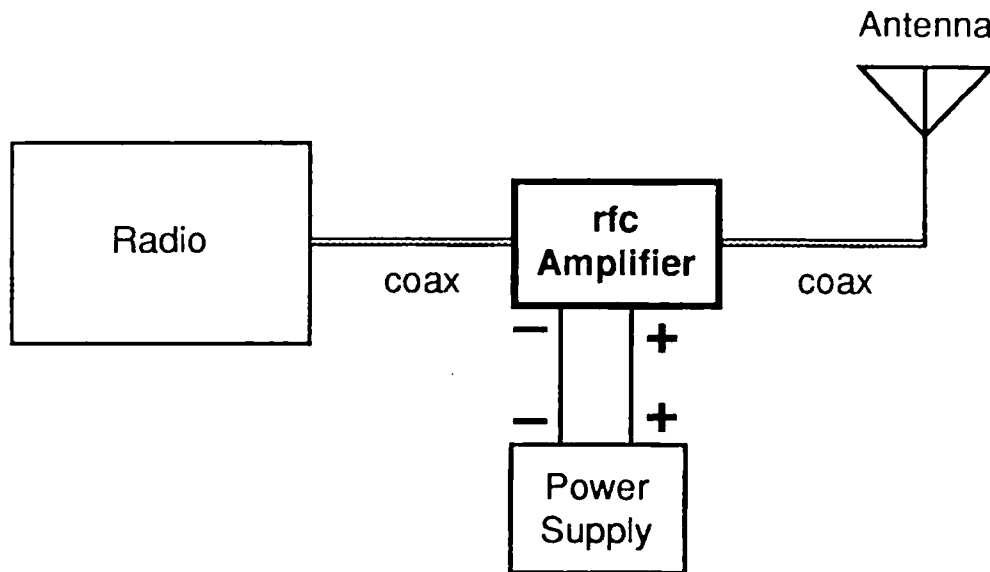 Antenna
Radio
rfc
Amplifier
coax
coax
− +
− +
Power
Supply